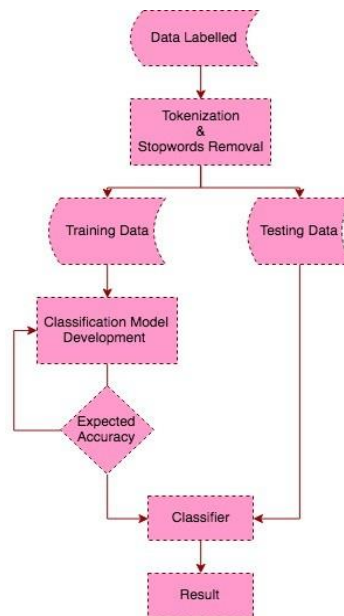 Data Labelled
Tokenization
&
Stopwords Removal
Training Data
Testing Data
Classification Model
Development
Expected
Accuracy
Classifier
Result